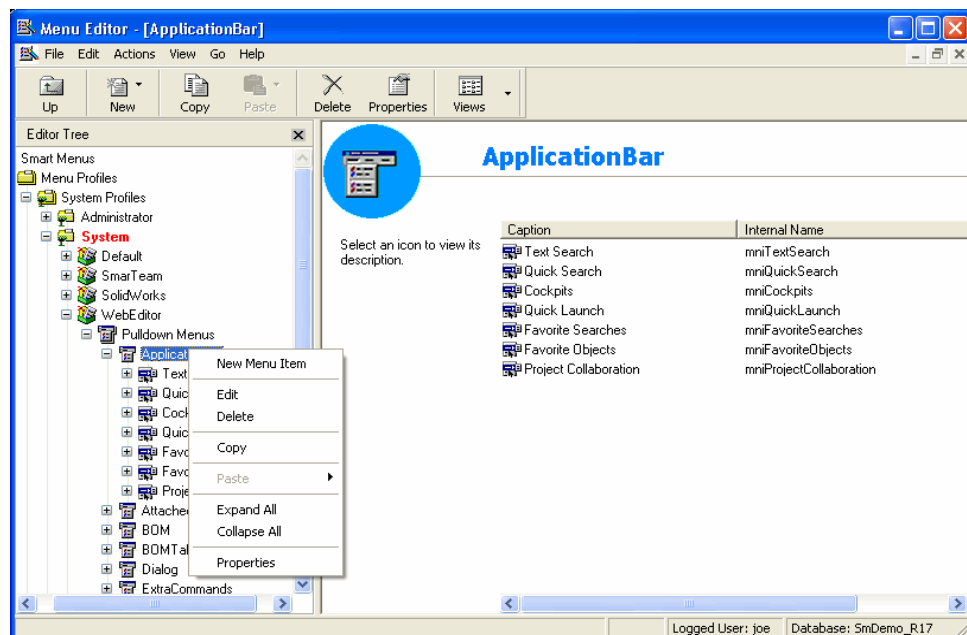 Menu Editor - [ApplicationBar]
File Edit Actions View Go Help
Up New Copy Paste Delete Properties Views
Editor Tree
Smart Menus
Menu Profiles
System Profiles
Administrator
System
Default
SmarTeam
SolidWorks
WebEditor
Pulldown Menus
Applicat
Text
Quic
Cock
Quic
Favo
Favo
Proje
Attache
BOM
BOMTal
Dialog
ExtraCommands
New Menu Item
Edit
Delete
Copy
Paste
Expand All
Collapse All
Properties
ApplicationBar
Select an icon to view its
description.
Caption Internal Name
Text Search mniTextSearch
Quick Search mniQuickSearch
Cockpits mniCockpits
Quick Launch mniQuickLaunch
Favorite Searches mniFavoriteSearches
Favorite Objects mniFavoriteObjects
Project Collaboration mniProjectCollaboration
Logged User: joe Database: SmDemo_R17